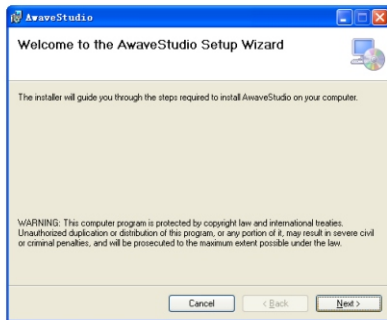 AwaveStudio
Welcome to the AwaveStudio Setup Wizard
The installer will guide you through the steps required to install AwaveStudio on your computer.
WARNING: This computer program is protected by copyright law and international treaties.
Unauthorized duplication or distribution of this program, or any portion of it, may result in severe civil
or criminal penalties, and will be prosecuted to the maximum extent possible under the law.
Cancel < Back Next >